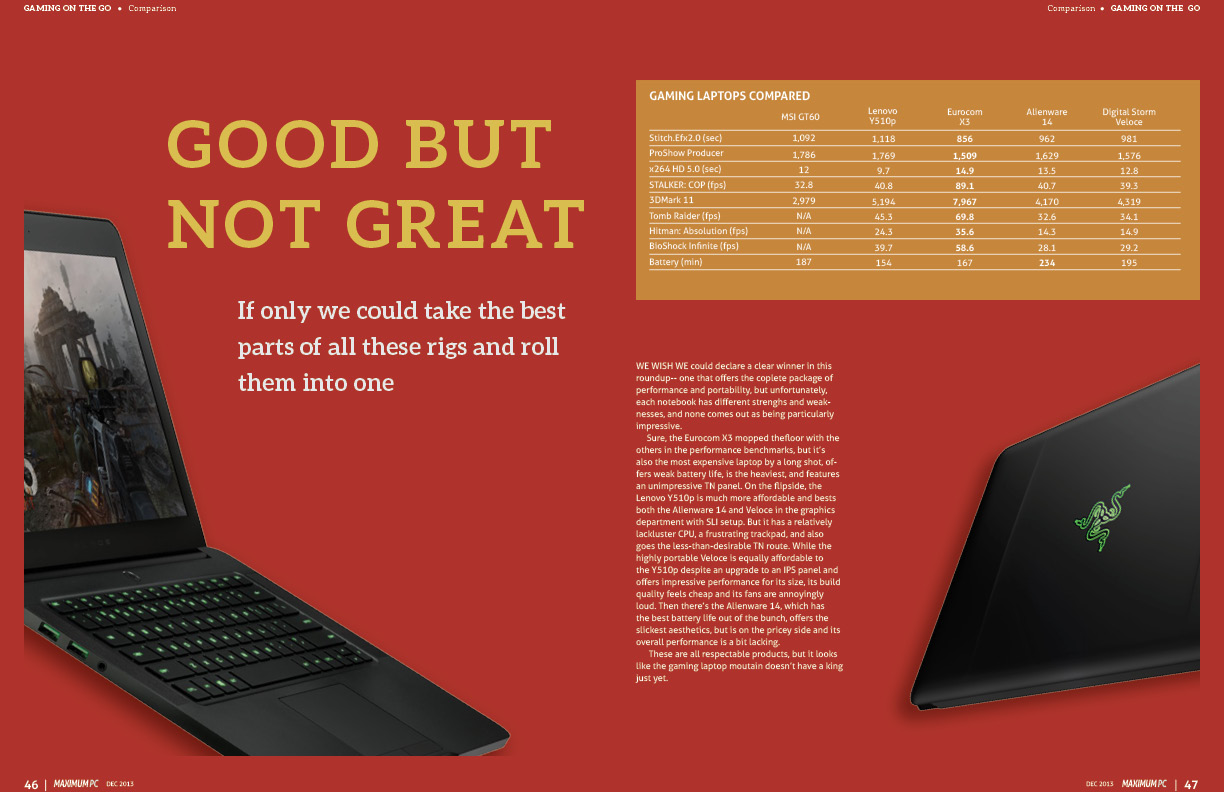 GAMING ON THE GO • Comparison
Comparison • GAMING ON THE GO
GOOD BUT
NOT GREAT
If only we could take the best
parts of all these rigs and roll
them into one
GAMING LAPTOPS COMPARED
MSI GT60 Lenovo Y510p Eurocom X3 Alienware 14 Digital Storm Veloce
Stitch.Efx2.0 (sec) 1,092 1,118 856 962 981
ProShow Producer 1,786 1,769 1,509 1,629 1,576
x264 HD 5.0 (sec) 12 9.7 14.9 13.5 12.8
STALKER: COP (fps) 32.8 40.8 89.1 40.7 39.3
3DMark 11 2,979 5,194 7,967 4,170 4,319
Tomb Raider (fps) N/A 45.3 69.8 32.6 34.1
Hitman: Absolution (fps) N/A 24.3 35.6 14.3 14.9
BioShock Infinite (fps) N/A 39.7 58.6 28.1 29.2
Battery (min) 187 154 167 234 195
WE WISH WE could declare a clear winner in this
roundup-- one that offers the coplete package of
performance and portability, but unfortunately,
each notebook has different strenghs and weak-
nesses, and none comes out as being particularly
impressive.
Sure, the Eurocom X3 mopped thefloor with the
others in the performance benchmarks, but it's
also the most expensive laptop by a long shot, of-
fers weak battery life, is the heaviest, and features
an unimpressive TN panel. On the flipside, the
Lenovo Y510p is much more affordable and bests
both the Alienware 14 and Veloce in the graphics
department with SLI setup. But it has a relatively
lackluster CPU, a frustrating trackpad, and also
goes the less-than-desirable TN route. While the
highly portable Veloce is equally affordable to
the Y510p despite an upgrade to an IPS panel and
offers impressive performance for its size, its build
quality feels cheap and its fans are annoyingly
loud. Then there's the Alienware 14, which has
the best battery life out of the bunch, offers the
slickest aesthetics, but is on the pricey side and its
overall performance is a bit lacking.
These are all respectable products, but it looks
like the gaming laptop moutain doesn't have a king
just yet.
46 | MAXIMUM PC DEC 2013
DEC 2013 MAXIMUM PC | 47